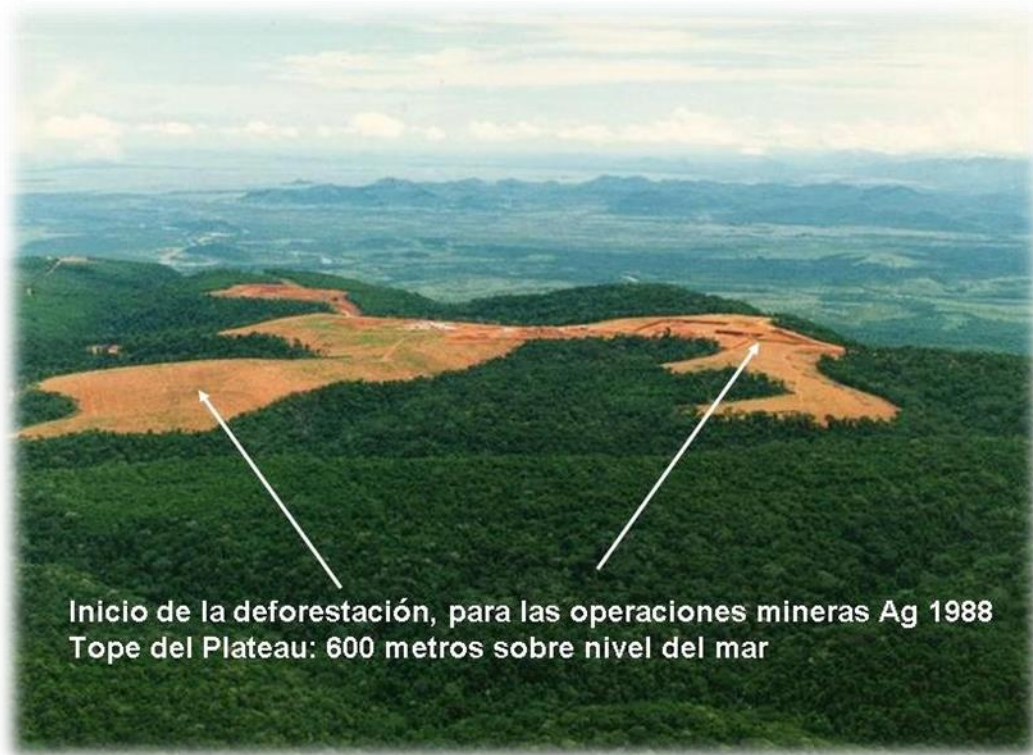 Inicio de la deforestación, para las operaciones mineras Ag 1988
Tope del Plateau: 600 metros sobre nivel del mar